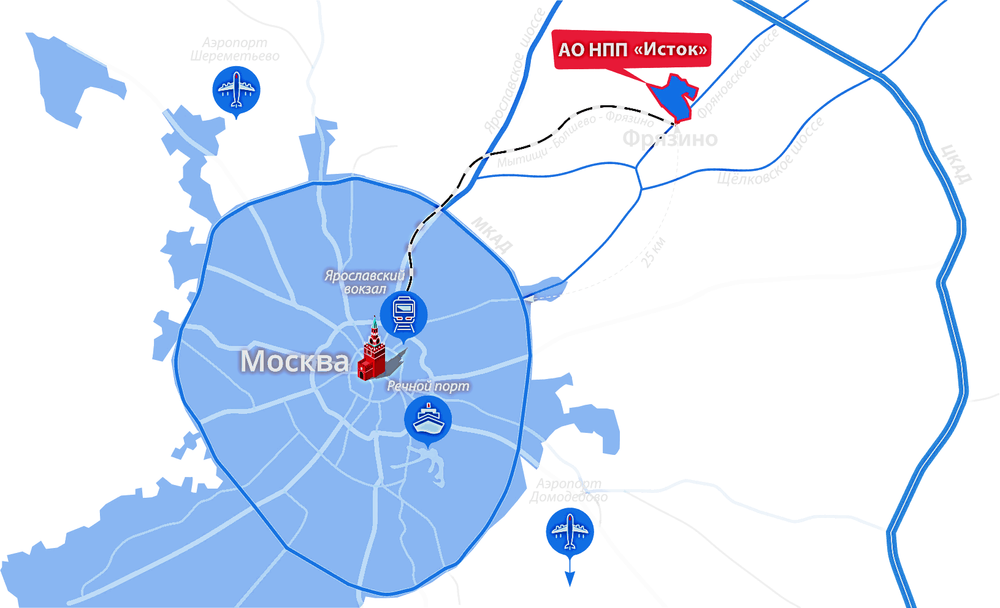 Аэропорт
Шереметьево
Ярославское шоссе
АО НПП «Исток»
Фряновское шоссе
Мытищи - Болшево - Фрязино
Фрязино
Щёлковское шоссе
ЦКАД
МКАД
25 км
Ярославский
вокзал
Москва
Речной порт
Аэропорт
Домодедово